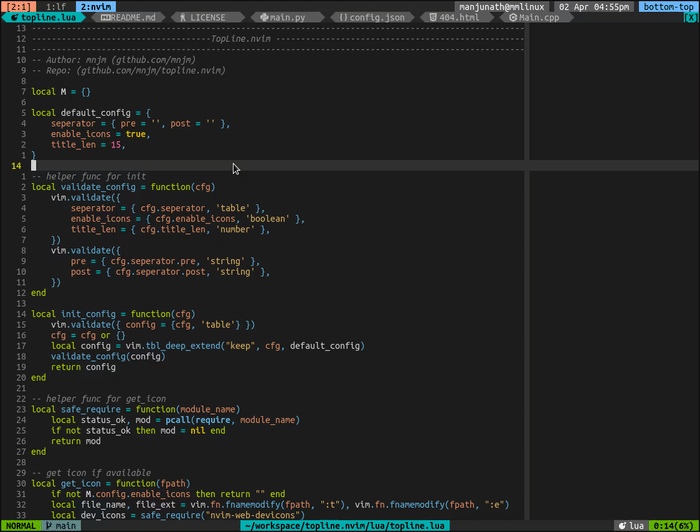 [2:1] 1:lf 2:nvim manjunath@mmlinux 02 Apr 04:55pm bottom-top
topline.lua README.md LICENSE main.py config.json 404.html Main.cpp [X]
13 --------------------------------------------------------------------------------
12 -----------------------------TopLine.nvim---------------------------------------
11 --------------------------------------------------------------------------------
10 -- Author: mnjm (github.com/mnjm)
9 -- Repo: (github.com/mnjm/topline.nvim)
8
7 local M = {}
6
5 local default_config = {
4 seperator = { pre = '', post = '' },
3 enable_icons = true,
2 title_len = 15,
1 }
14
1 -- helper func for init
2 local validate_config = function(cfg)
3 vim.validate({
4 seperator = { cfg.seperator, 'table' },
5 enable_icons = { cfg.enable_icons, 'boolean' },
6 title_len = { cfg.title_len, 'number' },
7 })
8 vim.validate({
9 pre = { cfg.seperator.pre, 'string' },
10 post = { cfg.seperator.post, 'string' },
11 })
12 end
13
14 local init_config = function(cfg)
15 vim.validate({ config = {cfg, 'table'} })
16 cfg = cfg or {}
17 local config = vim.tbl_deep_extend("keep", cfg, default_config)
18 validate_config(config)
19 return config
20 end
21
22 -- helper func for get_icon
23 local safe_require = function(module_name)
24 local status_ok, mod = pcall(require, module_name)
25 if not status_ok then mod = nil end
26 return mod
27 end
28
29 -- get icon if available
30 local get_icon = function(fpath)
31 if not M.config.enable_icons then return "" end
32 local file_name, file_ext = vim.fn.fnamemodify(fpath, ":t"), vim.fn.fnamemodify(fpath, ":e")
33 local dev_icons = safe_require("nvim-web-devicons")
NORMAL main ~/workspace/topline.nvim/lua/topline.lua lua 0:14(6%)